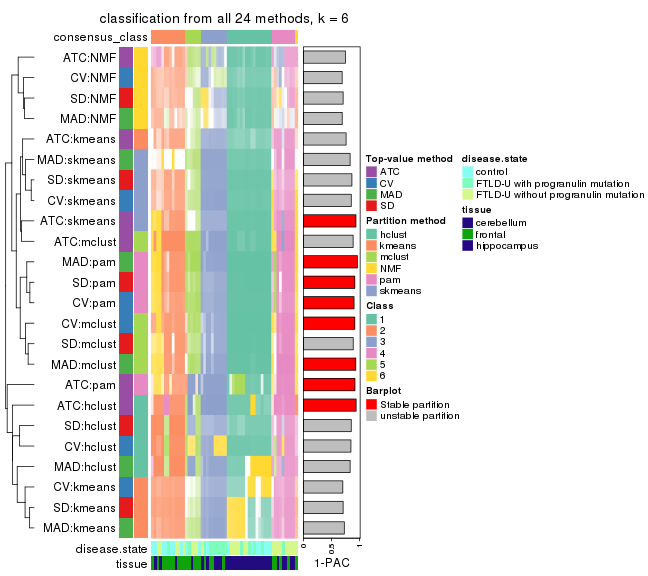 classification from all 24 methods, k = 6
consensus_class
ATC:NMF
CV:NMF
SD:NMF
MAD:NMF
ATC:kmeans
MAD:skmeans
SD:skmeans
CV:skmeans
ATC:skmeans
ATC:mclust
MAD:pam
SD:pam
CV:pam
CV:mclust
SD:mclust
MAD:mclust
ATC:pam
ATC:hclust
SD:hclust
CV:hclust
MAD:hclust
CV:kmeans
SD:kmeans
MAD:kmeans
disease.state
tissue
0
0.5
1
1-PAC
Top-value method
ATC
CV
MAD
SD
Partition method
hclust
kmeans
mclust
NMF
pam
skmeans
Class
1
2
3
4
5
6
Barplot
Stable partition
unstable partition
disease.state
control
FTLD-U with progranulin mutation
FTLD-U without progranulin mutation
tissue
cerebellum
frontal
hippocampus